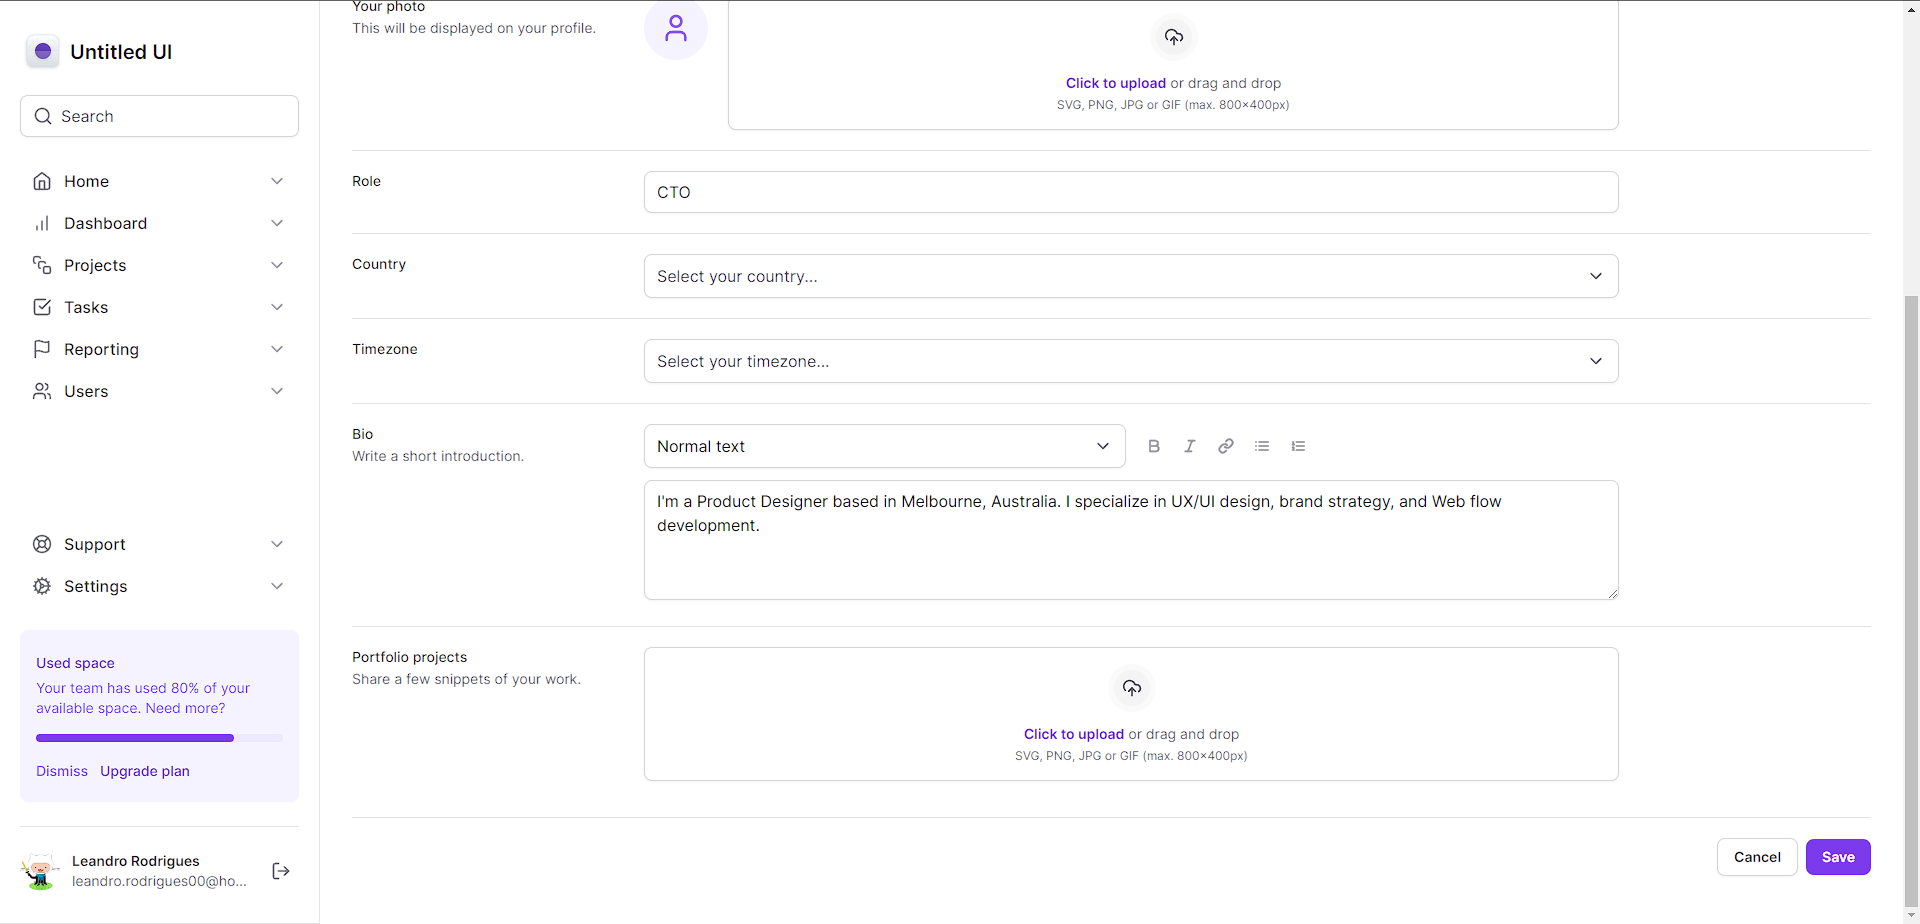 Untitled UI
Search
Home
Dashboard
Projects
Tasks
Reporting
Users
Support
Settings
Used space
Your team has used 80% of your
available space. Need more?
Dismiss Upgrade plan
Leandro Rodrigues
leandro.rodrigues00@ho...
Your photo
This will be displayed on your profile.
Click to upload or drag and drop
SVG, PNG, JPG or GIF (max. 800×400px)
Role
CTO
Country
Select your country...
Timezone
Select your timezone...
Bio
Write a short introduction.
Normal text
I'm a Product Designer based in Melbourne, Australia. I specialize in UX/UI design, brand strategy, and Web flow
development.
Portfolio projects
Share a few snippets of your work.
Click to upload or drag and drop
SVG, PNG, JPG or GIF (max. 800×400px)
Cancel Save